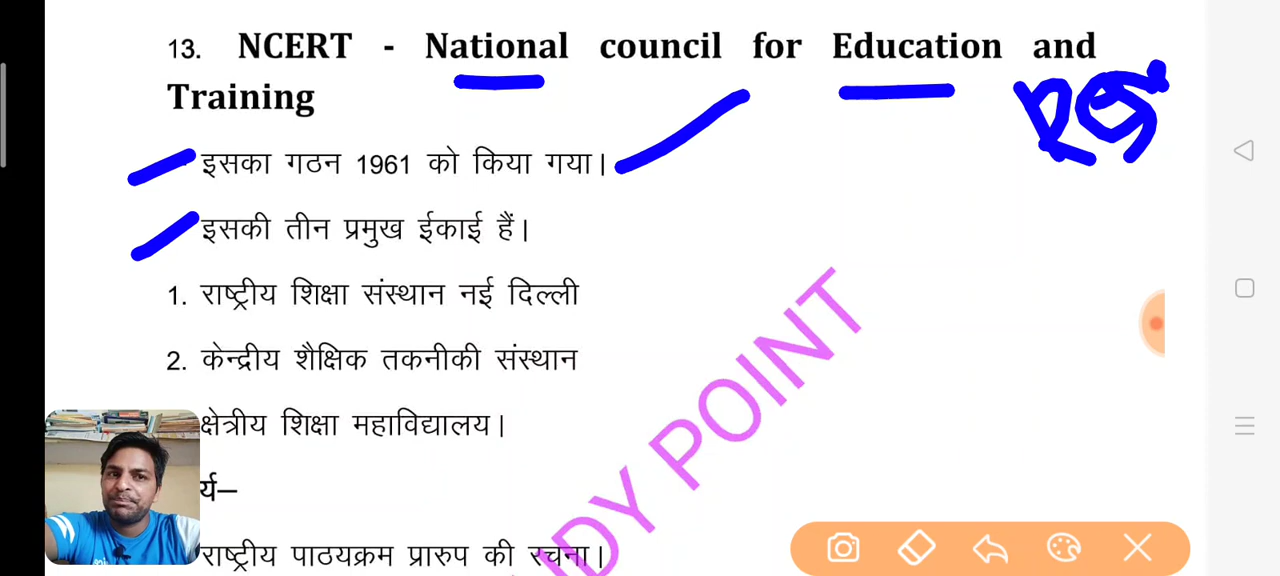 13. NCERT - National council for Education and
Training
इसका गठन 1961 को किया गया।
इसकी तीन प्रमुख ईकाई हैं।
1. राष्ट्रीय शिक्षा संस्थान नई दिल्ली
2. केन्द्रीय शैक्षिक तकनीकी संस्थान
क्षेत्रीय शिक्षा महाविद्यालय।
र्य–
राष्ट्रीय पाठयक्रम प्रारुप की रचना।
UDY POINT